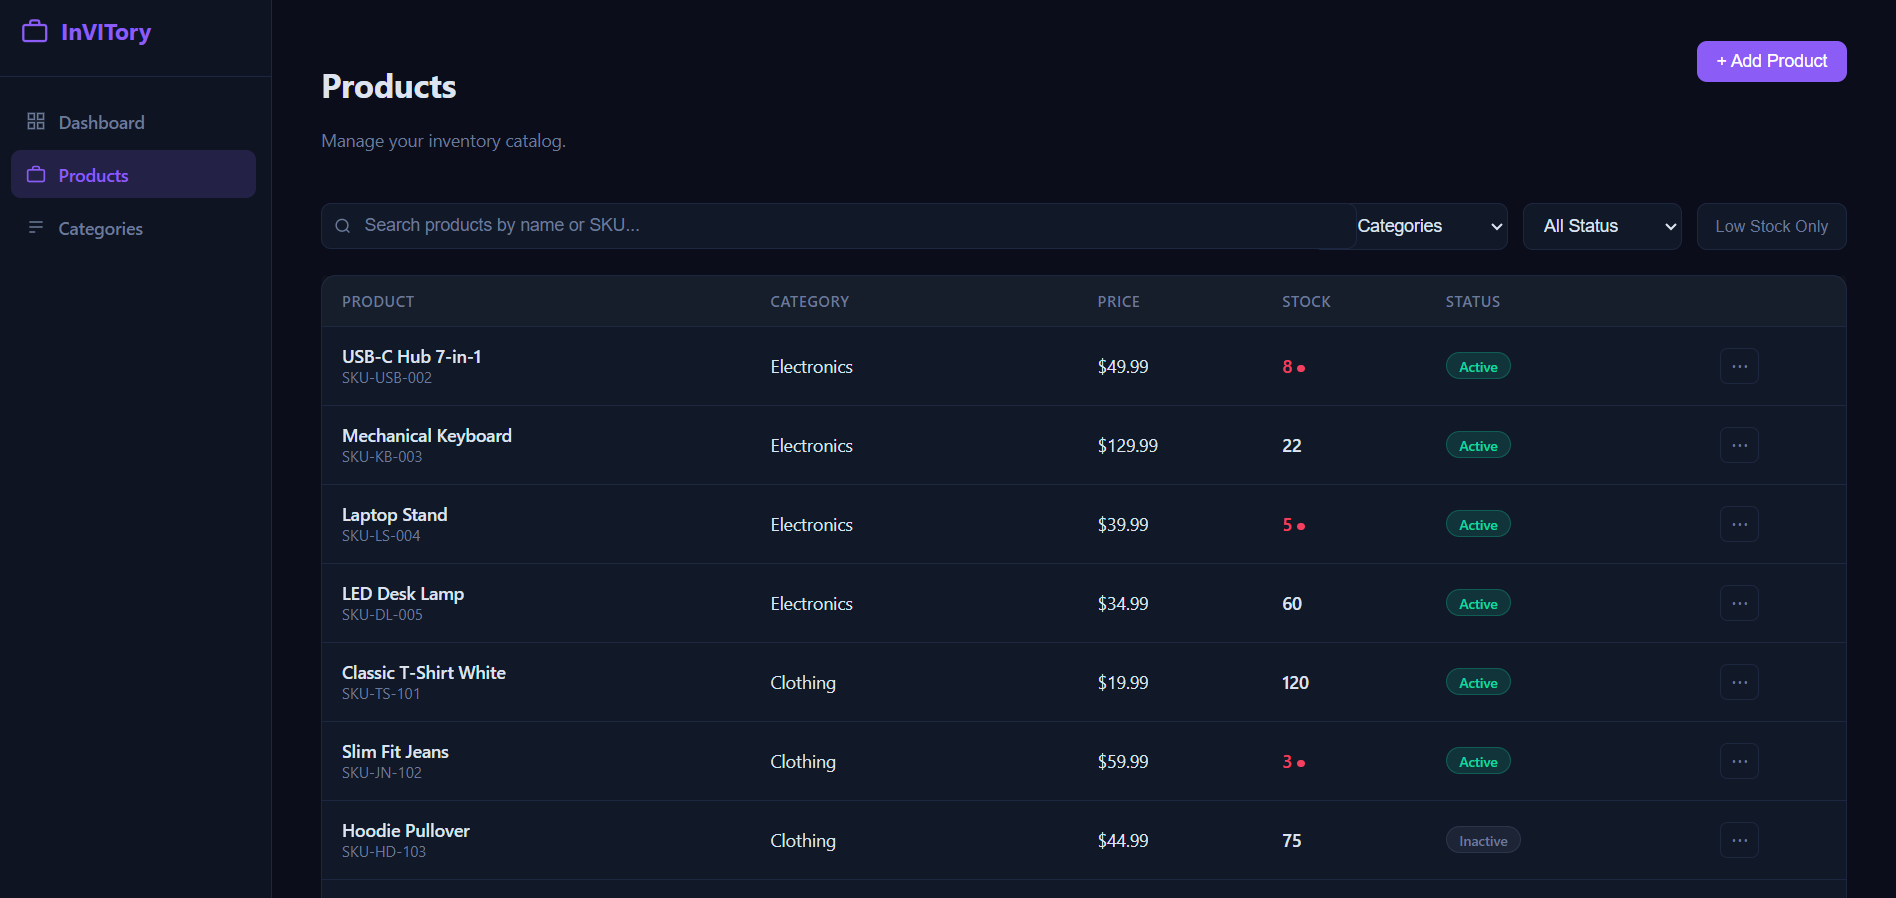 InVITory
Dashboard
Products
Categories
Products
Manage your inventory catalog.
+ Add Product
Search products by name or SKU...
Categories
All Status
Low Stock Only
PRODUCT CATEGORY PRICE STOCK STATUS
USB-C Hub 7-in-1
SKU-USB-002
Electronics $49.99 8 Active ...
Mechanical Keyboard
SKU-KB-003
Electronics $129.99 22 Active ...
Laptop Stand
SKU-LS-004
Electronics $39.99 5 Active ...
LED Desk Lamp
SKU-DL-005
Electronics $34.99 60 Active ...
Classic T-Shirt White
SKU-TS-101
Clothing $19.99 120 Active ...
Slim Fit Jeans
SKU-JN-102
Clothing $59.99 3 Active ...
Hoodie Pullover
SKU-HD-103
Clothing $44.99 75 Inactive ...